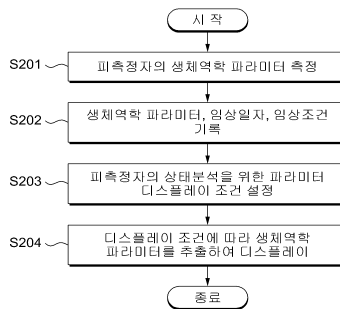 시 작
S201
피측정자의 생체역학 파라미터 측정
S202
생체역학 파라미터, 임상일자, 임상조건
기록
S203
피측정자의 상태분석을 위한 파라미터
디스플레이 조건 설정
S204
디스플레이 조건에 따라 생체역학
파라미터를 추출하여 디스플레이
종료